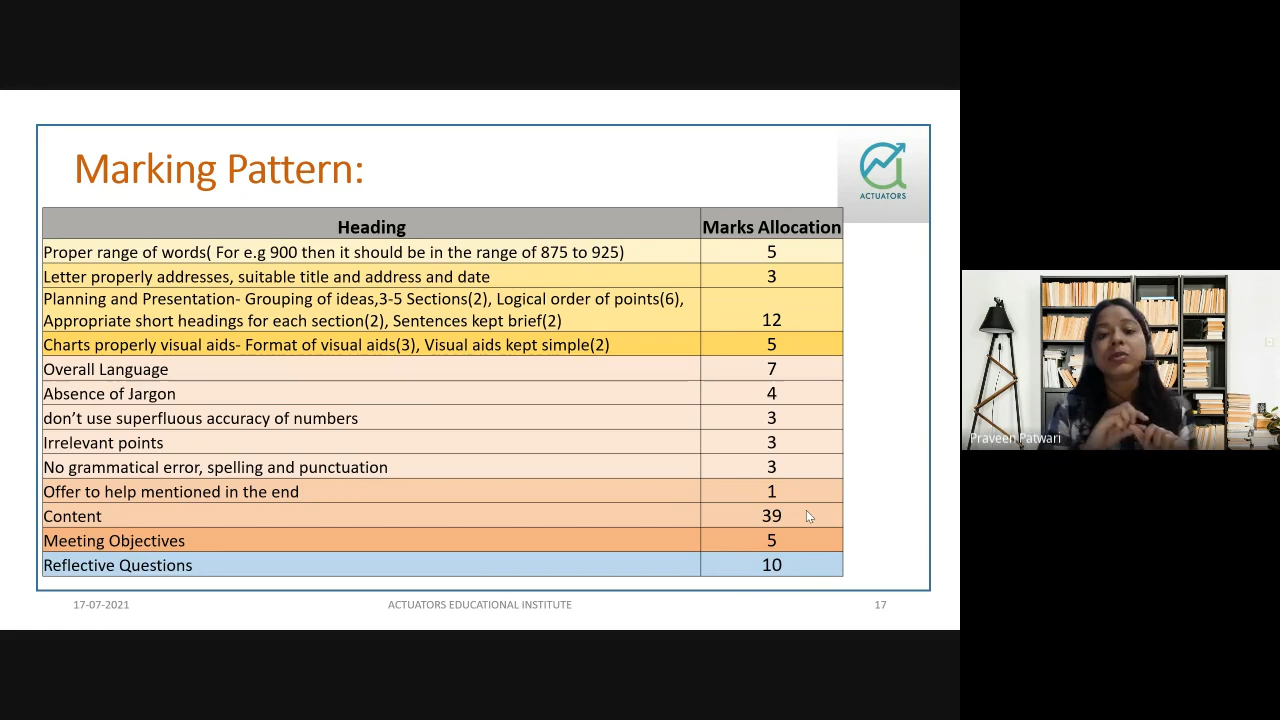 Marking Pattern:
ACTUATORS
Heading Marks Allocation
Proper range of words( For e.g 900 then it should be in the range of 875 to 925) 5
Letter properly addresses, suitable title and address and date 3
Planning and Presentation- Grouping of ideas,3-5 Sections(2), Logical order of points(6),
Appropriate short headings for each section(2), Sentences kept brief(2) 12
Charts properly visual aids- Format of visual aids(3), Visual aids kept simple(2) 5
Overall Language 7
Absence of Jargon 4
don’t use superfluous accuracy of numbers 3
Irrelevant points 3
No grammatical error, spelling and punctuation 3
Offer to help mentioned in the end 1
Content 39
Meeting Objectives 5
Reflective Questions 10
17-07-2021 ACTUATORS EDUCATIONAL INSTITUTE 17
Praveen Patwari